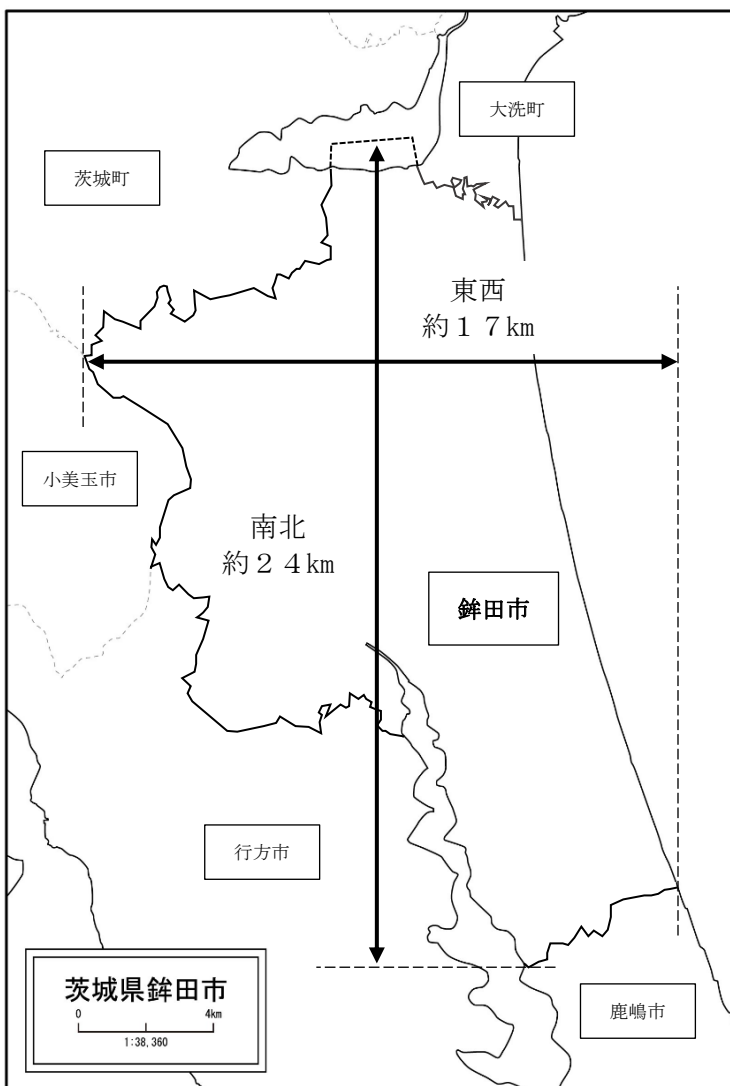 大洗町
茨城町
東西
約１７km
小美玉市
南北
約２４km
鉾田市
行方市
茨城県鉾田市
0 4km
1:38,360
鹿嶋市